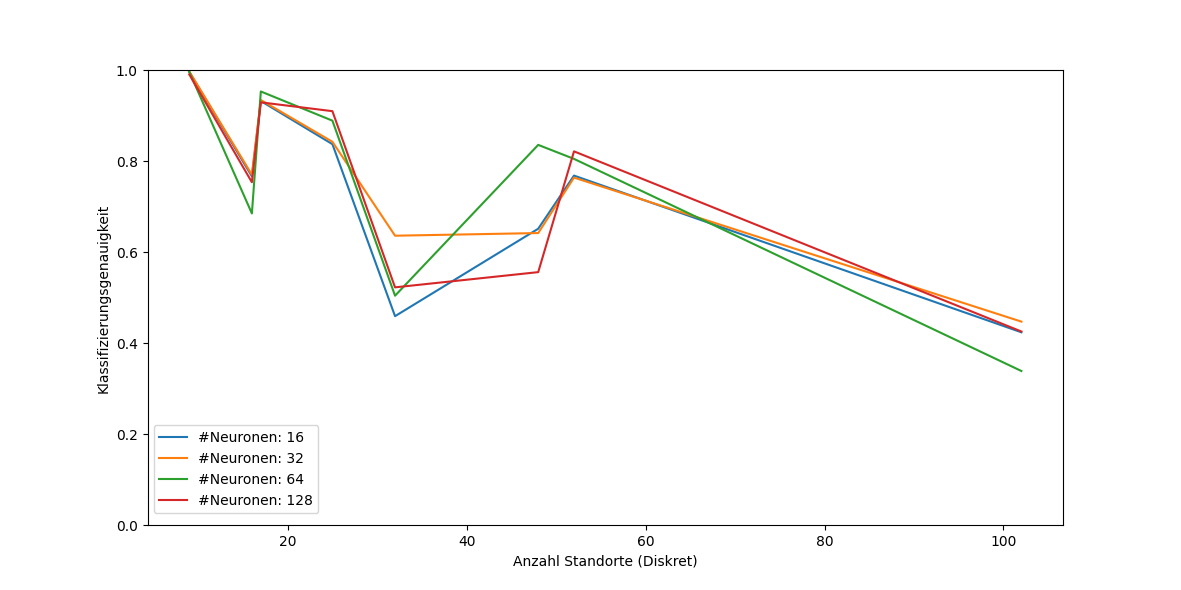 1.0
0.8
0.6
0.4
0.2
0.0
Klassifizierungsgenauigkeit
#Neuronen: 16
#Neuronen: 32
#Neuronen: 64
#Neuronen: 128
20 40 60 80 100
Anzahl Standorte (Diskret)